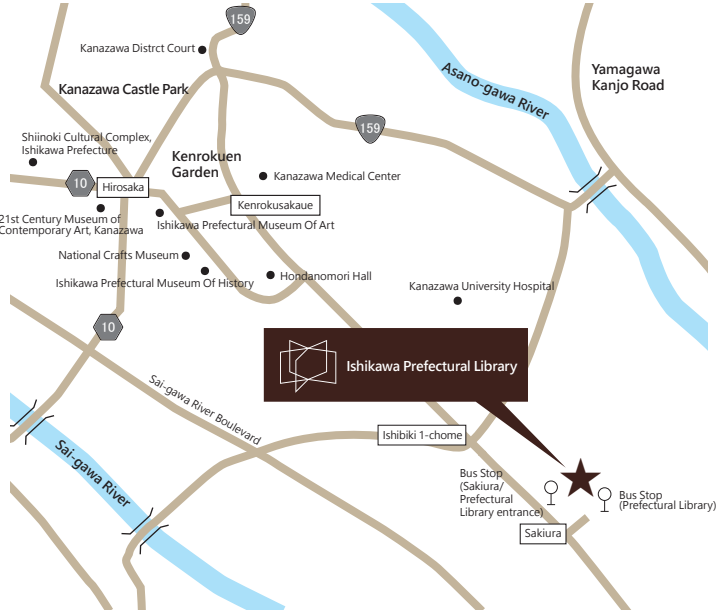 159
Kanazawa Distrct Court
Kanazawa Castle Park
Asano-gawa River
Yamagawa
Kanjo Road
159
Shiinoki Cultural Complex,
Ishikawa Prefecture
Kenrokuen
Garden
Kanazawa Medical Center
10
Hirosaka
Kenrokusakaue
21st Century Museum of
Contemporary Art, Kanazawa
Ishikawa Prefectural Museum Of Art
National Crafts Museum
Ishikawa Prefectural Museum Of History
Hondanomori Hall
Kanazawa University Hospital
10
Ishikawa Prefectural Library
Sai-gawa River Boulevard
Ishibiki 1-chome
Sai-gawa River
Bus Stop
(Sakiura/
Prefectural
Library entrance)
Bus Stop
(Prefectural Library)
Sakiura